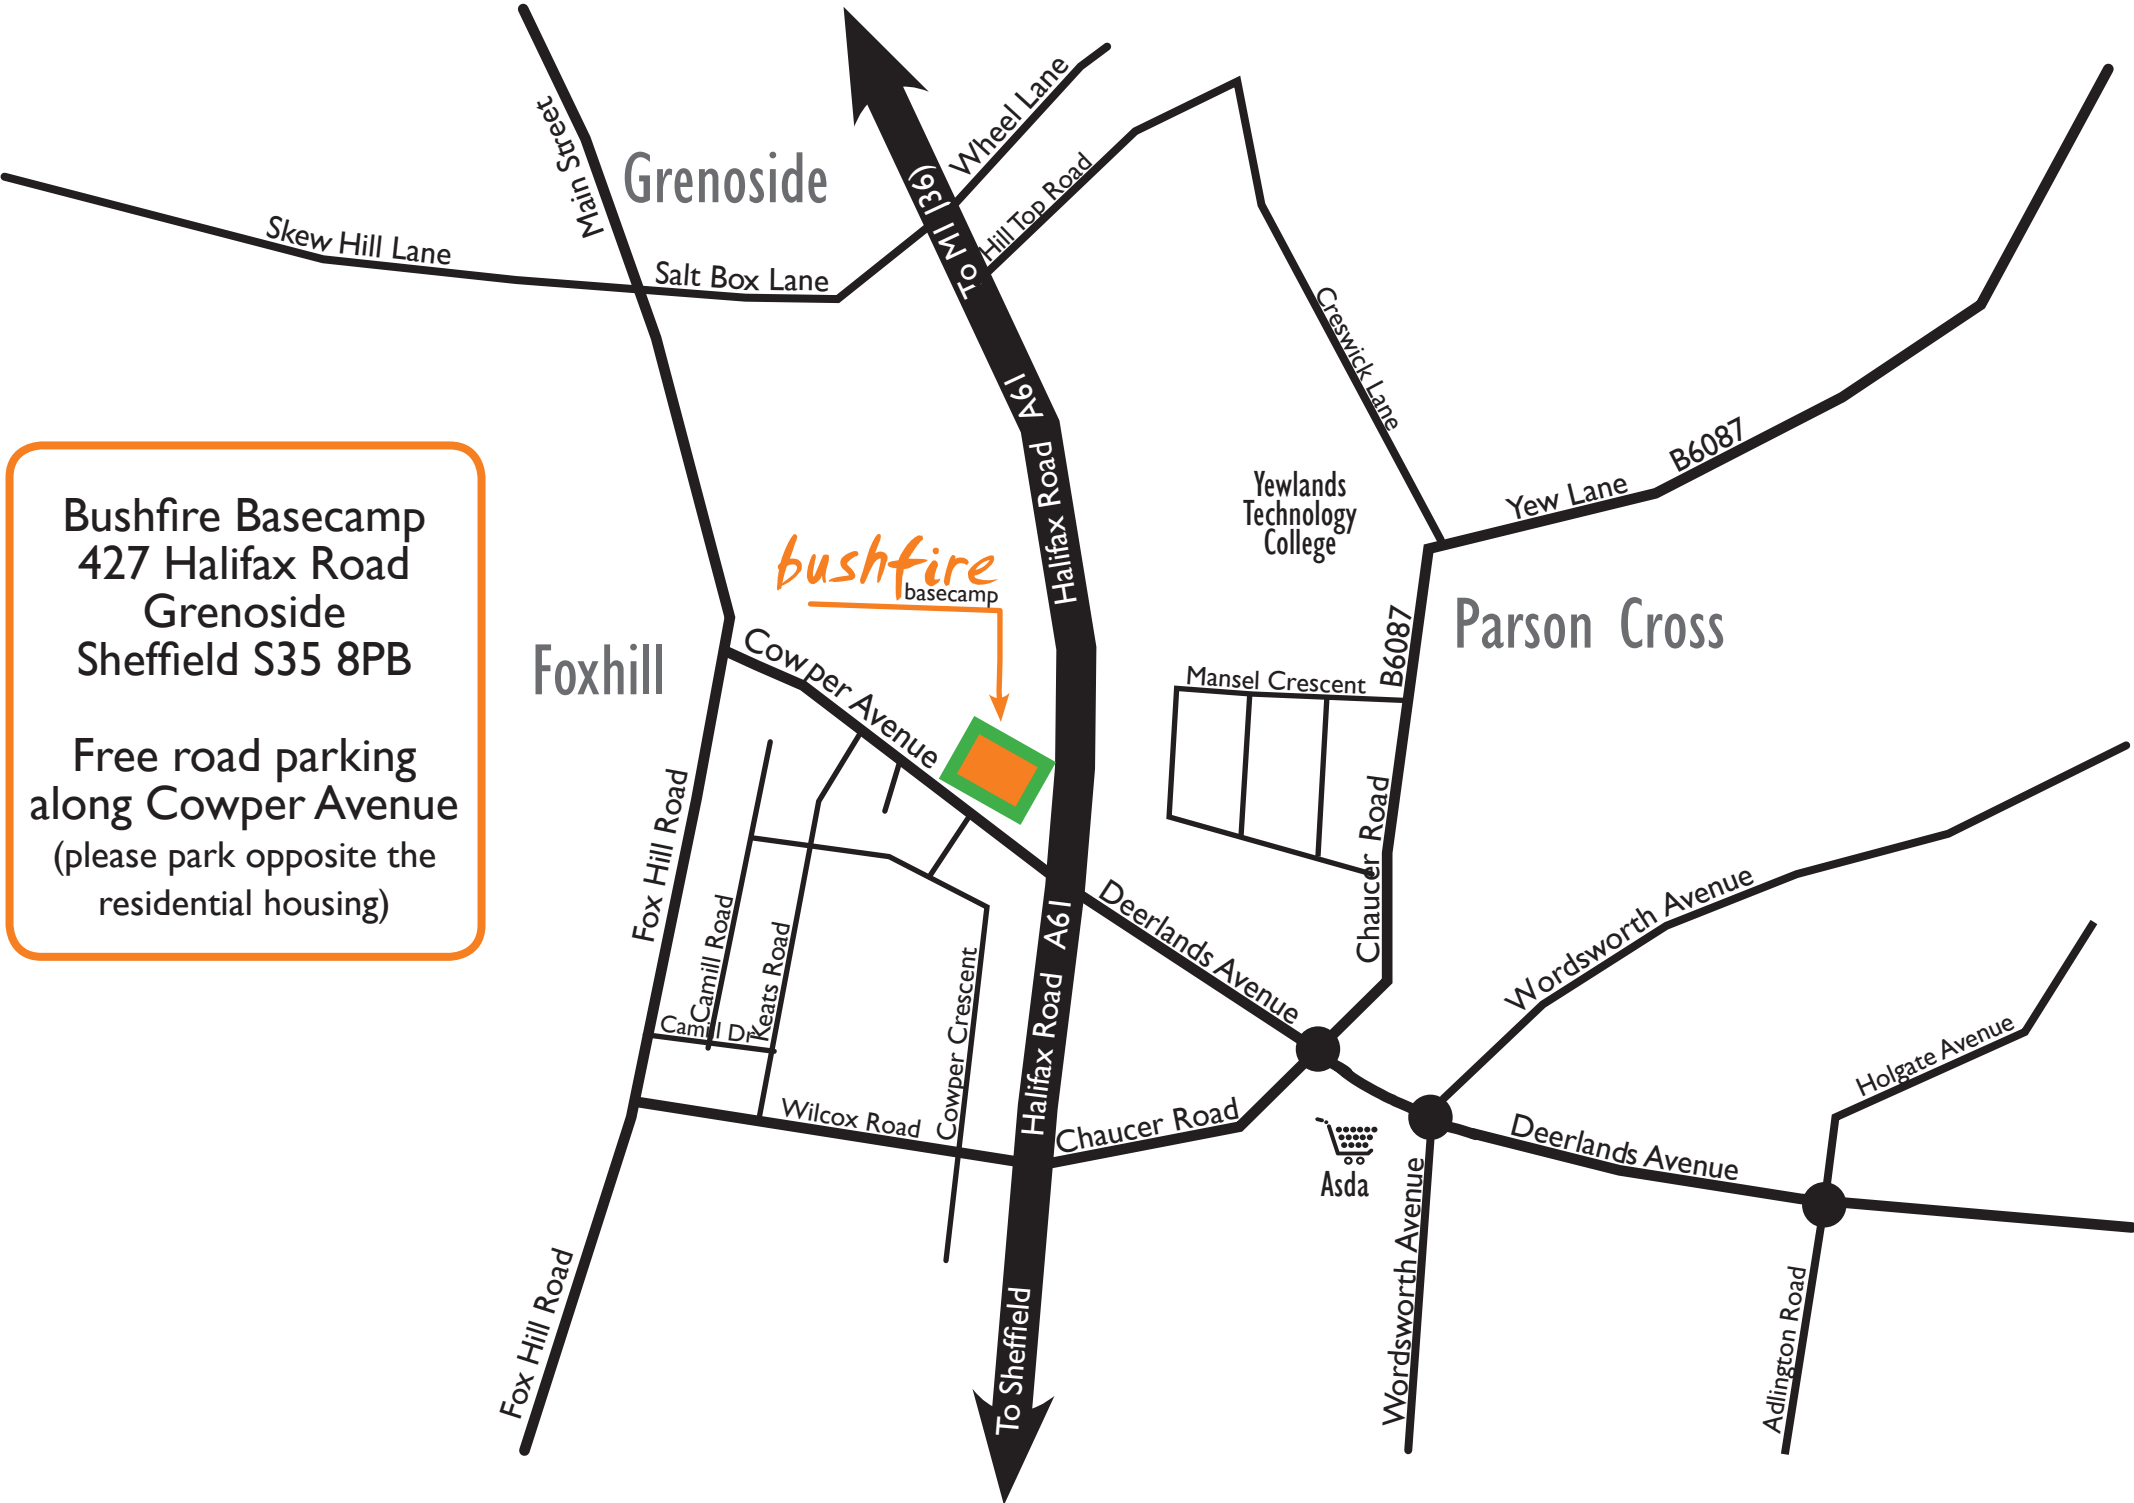 Main Street
Grenoside
Wheel Lane
Hill Top Road
To M1 J36)
Skew Hill Lane
Salt Box Lane
Creswick Lane
Halifax Road A61
B6087
Yew Lane
Yewlands
Technology
College
Bushfire Basecamp
427 Halifax Road
Grenoside
Sheffield S35 8PB
Free road parking
along Cowper Avenue
(please park opposite the
residential housing)
bushfire
basecamp
Foxhill
Cowper Avenue
Parson Cross
B6087
Mansel Crescent
Fox Hill Road
Chaucer Road
Camill Road
Keats Road
Camill Dr
Cowper Crescent
Halifax Road A61
Deerlands Avenue
Wordsworth Avenue
Holgate Avenue
Wilcox Road
Chaucer Road
Asda
Deerlands Avenue
Wordsworth Avenue
Adlington Road
Fox Hill Road
To Sheffield